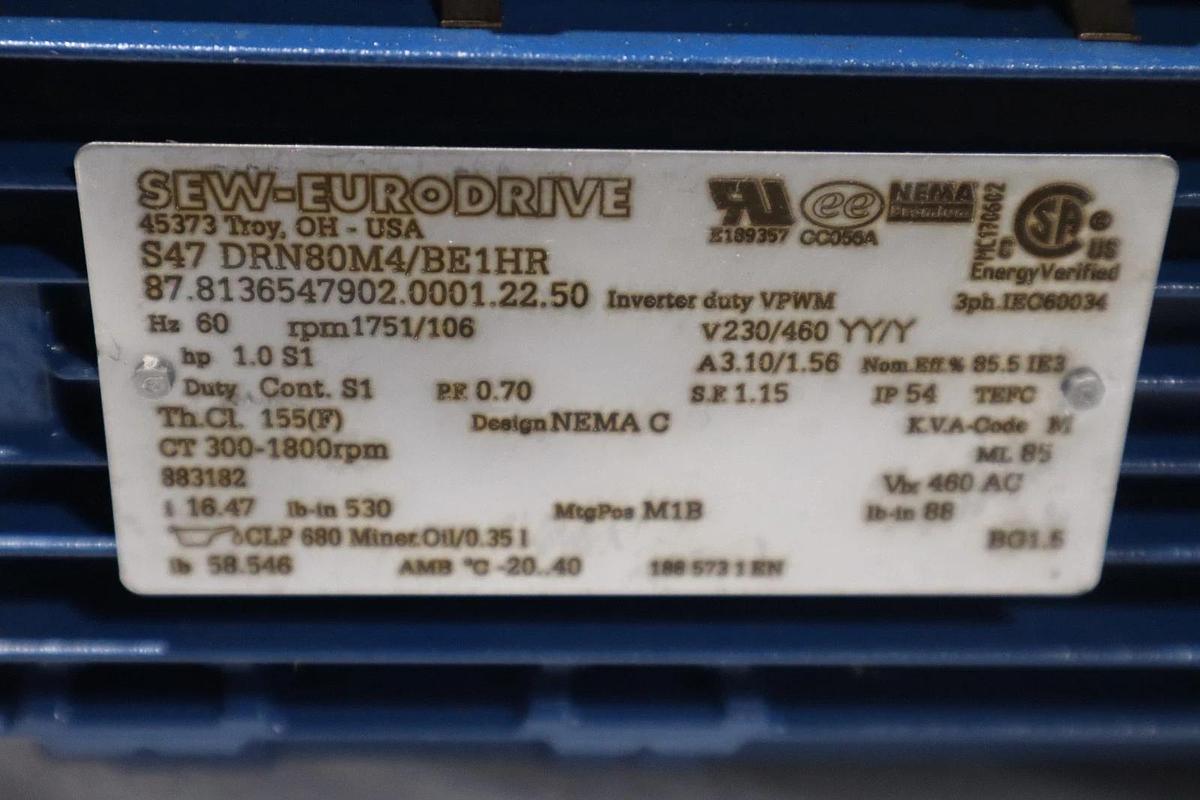 SEW-EURODRIVE
45373 Troy, OH - USA
S47 DRN80M4/BE1HR
87.8136547902.0001.22.50 Inverter duty VPWM 3ph.IEC60034
E189357 CC056A NEMA Premium TMC170602 CSA C US
EnergyVerified
Hz 60 rpm1751/106 V230/460 YY/Y
hp 1.0 S1 A3.10/1.56 Nom.Eff.% 85.5 IE3
Duty Cont. S1 P.F. 0.70 S.F. 1.15 IP 54 TEFC
Th.Cl. 155(F) Design NEMA C K.V.A-Code M
CT 300-1800rpm ML 85
883182 Vbr 460 AC
i 16.47 lb-in 530 MtgPos M1B lb-in 88
CLP 680 Miner.Oil/0.35 l BG1.5
lb 58.546 AMB °C -20..40 188 573 1 EN